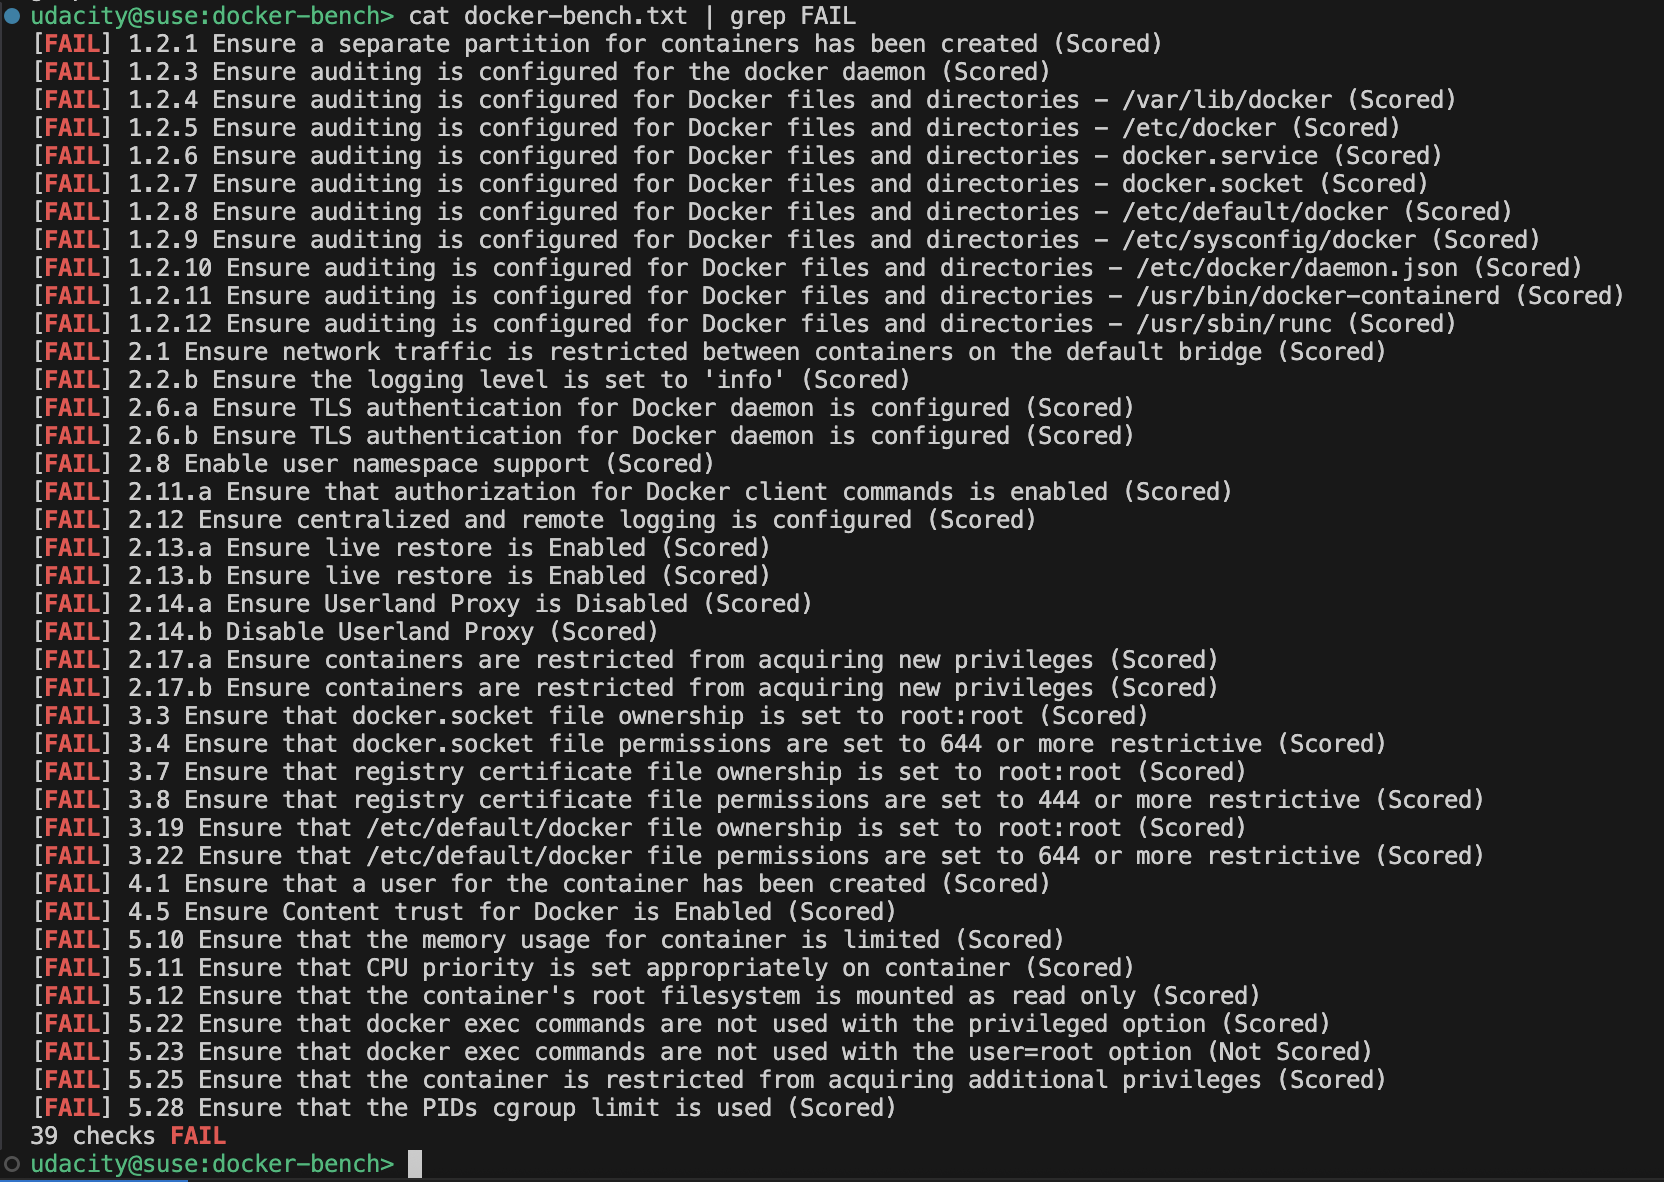 udacity@suse:docker-bench> cat docker-bench.txt | grep FAIL
[FAIL] 1.2.1 Ensure a separate partition for containers has been created (Scored)
[FAIL] 1.2.3 Ensure auditing is configured for the docker daemon (Scored)
[FAIL] 1.2.4 Ensure auditing is configured for Docker files and directories - /var/lib/docker (Scored)
[FAIL] 1.2.5 Ensure auditing is configured for Docker files and directories - /etc/docker (Scored)
[FAIL] 1.2.6 Ensure auditing is configured for Docker files and directories - docker.service (Scored)
[FAIL] 1.2.7 Ensure auditing is configured for Docker files and directories - docker.socket (Scored)
[FAIL] 1.2.8 Ensure auditing is configured for Docker files and directories - /etc/default/docker (Scored)
[FAIL] 1.2.9 Ensure auditing is configured for Docker files and directories - /etc/sysconfig/docker (Scored)
[FAIL] 1.2.10 Ensure auditing is configured for Docker files and directories - /etc/docker/daemon.json (Scored)
[FAIL] 1.2.11 Ensure auditing is configured for Docker files and directories - /usr/bin/docker-containerd (Scored)
[FAIL] 1.2.12 Ensure auditing is configured for Docker files and directories - /usr/sbin/runc (Scored)
[FAIL] 2.1 Ensure network traffic is restricted between containers on the default bridge (Scored)
[FAIL] 2.2.b Ensure the logging level is set to 'info' (Scored)
[FAIL] 2.6.a Ensure TLS authentication for Docker daemon is configured (Scored)
[FAIL] 2.6.b Ensure TLS authentication for Docker daemon is configured (Scored)
[FAIL] 2.8 Enable user namespace support (Scored)
[FAIL] 2.11.a Ensure that authorization for Docker client commands is enabled (Scored)
[FAIL] 2.12 Ensure centralized and remote logging is configured (Scored)
[FAIL] 2.13.a Ensure live restore is Enabled (Scored)
[FAIL] 2.13.b Ensure live restore is Enabled (Scored)
[FAIL] 2.14.a Ensure Userland Proxy is Disabled (Scored)
[FAIL] 2.14.b Disable Userland Proxy (Scored)
[FAIL] 2.17.a Ensure containers are restricted from acquiring new privileges (Scored)
[FAIL] 2.17.b Ensure containers are restricted from acquiring new privileges (Scored)
[FAIL] 3.3 Ensure that docker.socket file ownership is set to root:root (Scored)
[FAIL] 3.4 Ensure that docker.socket file permissions are set to 644 or more restrictive (Scored)
[FAIL] 3.7 Ensure that registry certificate file ownership is set to root:root (Scored)
[FAIL] 3.8 Ensure that registry certificate file permissions are set to 444 or more restrictive (Scored)
[FAIL] 3.19 Ensure that /etc/default/docker file ownership is set to root:root (Scored)
[FAIL] 3.22 Ensure that /etc/default/docker file permissions are set to 644 or more restrictive (Scored)
[FAIL] 4.1 Ensure that a user for the container has been created (Scored)
[FAIL] 4.5 Ensure Content trust for Docker is Enabled (Scored)
[FAIL] 5.10 Ensure that the memory usage for container is limited (Scored)
[FAIL] 5.11 Ensure that CPU priority is set appropriately on container (Scored)
[FAIL] 5.12 Ensure that the container's root filesystem is mounted as read only (Scored)
[FAIL] 5.22 Ensure that docker exec commands are not used with the privileged option (Scored)
[FAIL] 5.23 Ensure that docker exec commands are not used with the user=root option (Not Scored)
[FAIL] 5.25 Ensure that the container is restricted from acquiring additional privileges (Scored)
[FAIL] 5.28 Ensure that the PIDs cgroup limit is used (Scored)
39 checks FAIL
udacity@suse:docker-bench>